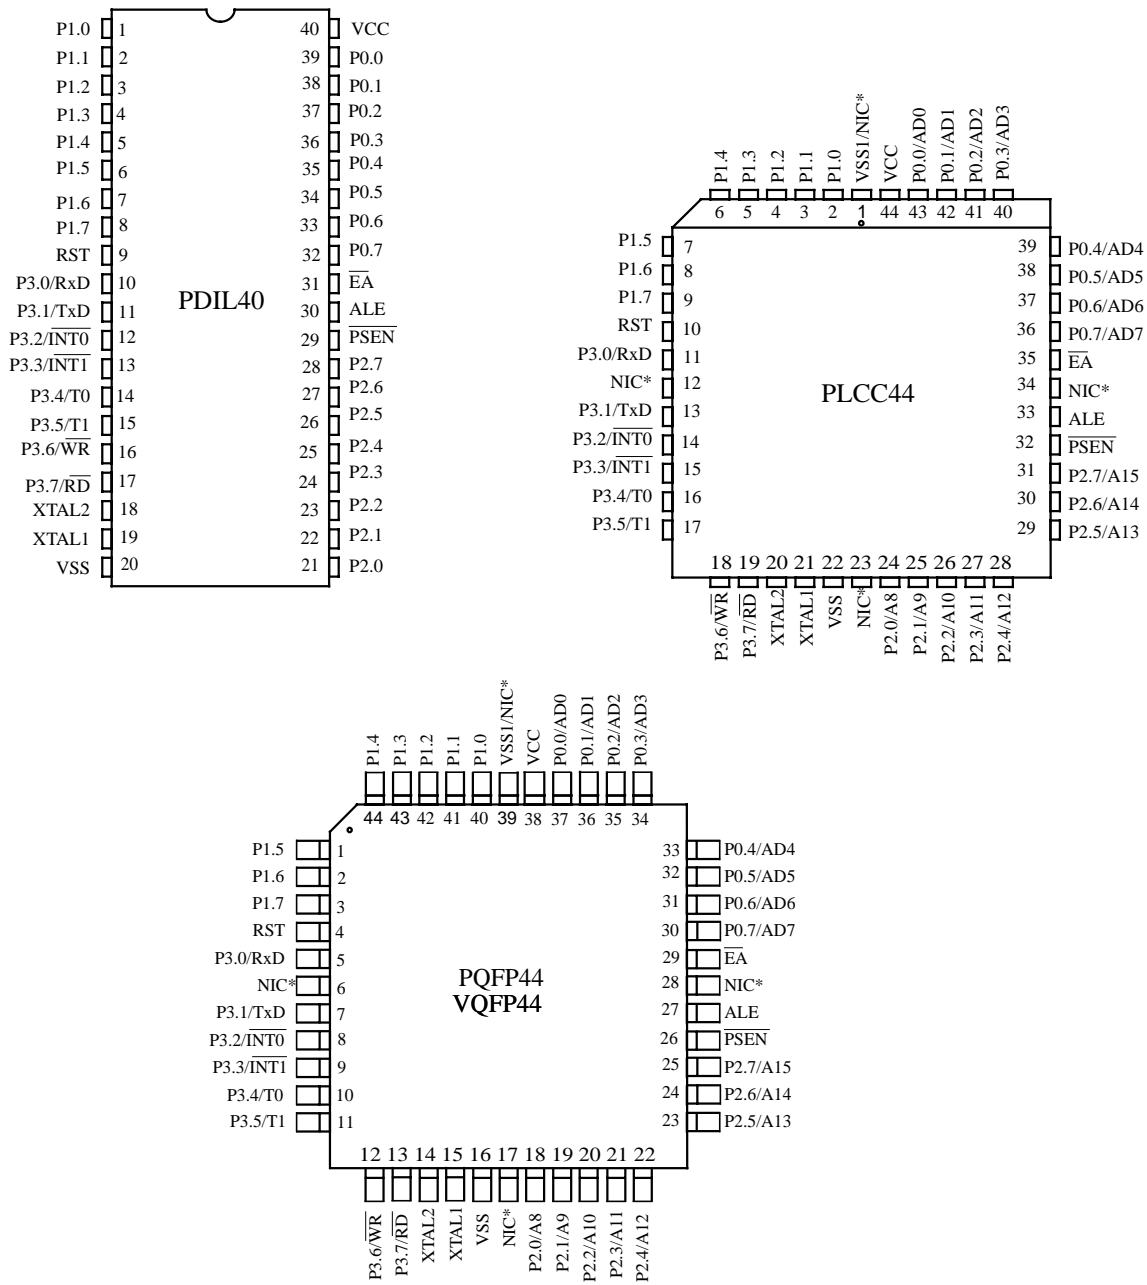 P1.0 1 40 VCC
P1.1 2 39 P0.0
P1.2 3 38 P0.1
P1.3 4 37 P0.2
P1.4 5 36 P0.3
P1.5 6 35 P0.4
P1.6 7 34 P0.5
P1.7 8 33 P0.6
RST 9 32 P0.7
P3.0/RxD 10 31 E̅A̅
P3.1/TxD 11 30 ALE
P3.2/I̅N̅T̅0̅ 12 29 P̅S̅E̅N̅
P3.3/I̅N̅T̅1̅ 13 28 P2.7
P3.4/T0 14 27 P2.6
P3.5/T1 15 26 P2.5
P3.6/W̅R̅ 16 25 P2.4
P3.7/R̅D̅ 17 24 P2.3
XTAL2 18 23 P2.2
XTAL1 19 22 P2.1
VSS 20 21 P2.0
PDIL40
P1.4 P1.3 P1.2 P1.1 P1.0 VSS1/NIC* VCC P0.0/AD0 P0.1/AD1 P0.2/AD2 P0.3/AD3
6 5 4 3 2 1 44 43 42 41 40
P1.5 7 39 P0.4/AD4
P1.6 8 38 P0.5/AD5
P1.7 9 37 P0.6/AD6
RST 10 36 P0.7/AD7
P3.0/RxD 11 35 E̅A̅
NIC* 12 34 NIC*
P3.1/TxD 13 33 ALE
P3.2/I̅N̅T̅0̅ 14 32 P̅S̅E̅N̅
P3.3/I̅N̅T̅1̅ 15 31 P2.7/A15
P3.4/T0 16 30 P2.6/A14
P3.5/T1 17 29 P2.5/A13
PLCC44
18 19 20 21 22 23 24 25 26 27 28
P3.6/W̅R̅ P3.7/R̅D̅ XTAL2 XTAL1 VSS NIC* P2.0/A8 P2.1/A9 P2.2/A10 P2.3/A11 P2.4/A12
P1.4 P1.3 P1.2 P1.1 P1.0 VSS1/NIC* VCC P0.0/AD0 P0.1/AD1 P0.2/AD2 P0.3/AD3
44 43 42 41 40 39 38 37 36 35 34
P1.5 1 33 P0.4/AD4
P1.6 2 32 P0.5/AD5
P1.7 3 31 P0.6/AD6
RST 4 30 P0.7/AD7
P3.0/RxD 5 29 E̅A̅
NIC* 6 28 NIC*
P3.1/TxD 7 27 ALE
P3.2/I̅N̅T̅0̅ 8 26 P̅S̅E̅N̅
P3.3/I̅N̅T̅1̅ 9 25 P2.7/A15
P3.4/T0 10 24 P2.6/A14
P3.5/T1 11 23 P2.5/A13
PQFP44
VQFP44
12 13 14 15 16 17 18 19 20 21 22
P3.6/W̅R̅ P3.7/R̅D̅ XTAL2 XTAL1 VSS NIC* P2.0/A8 P2.1/A9 P2.2/A10 P2.3/A11 P2.4/A12